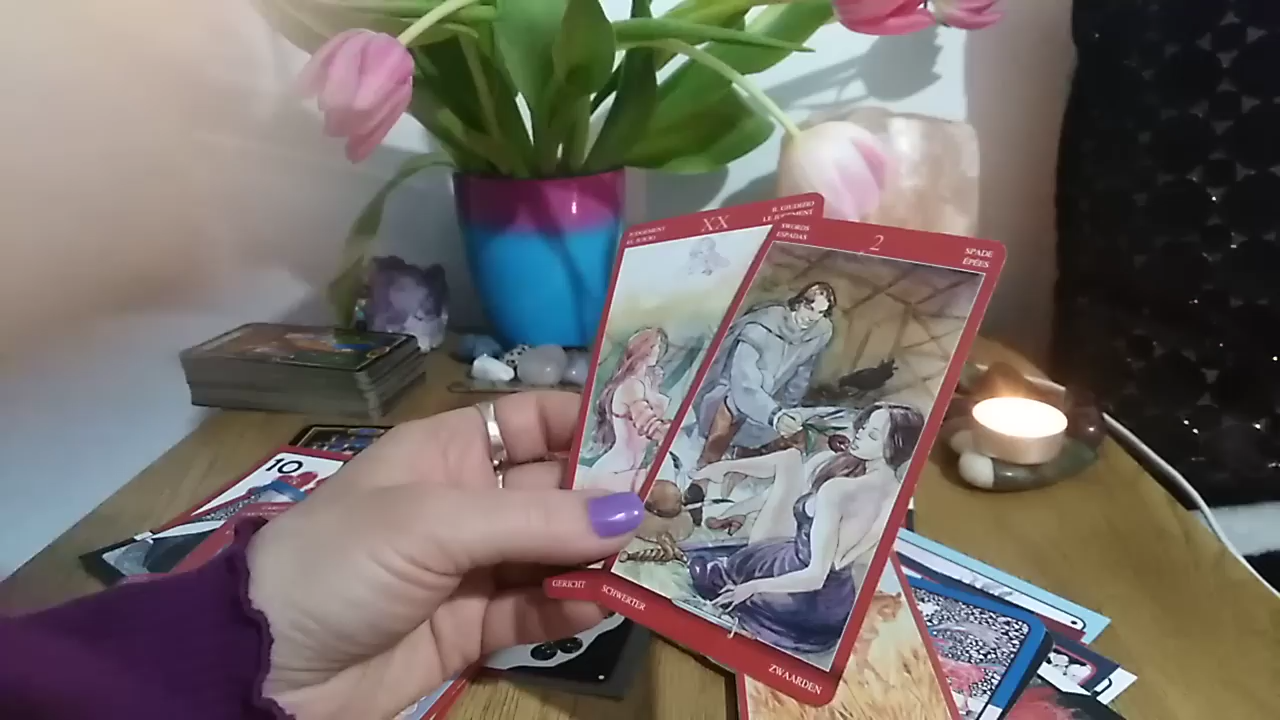 JUDGEMENT
EL JUICIO
XX
IL GIUDIZIO
LE JUGEMENT
SWORDS
ESPADAS
2
SPADE
ÉPÉES
10
GERICHT
SCHWERTER
ZWAARDEN